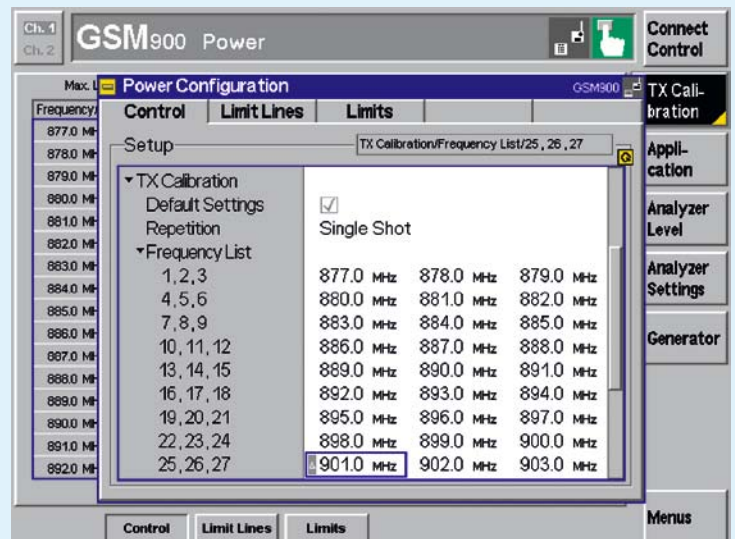 Ch. 1
Ch. 2
GSM900 Power
Connect Control
Max. L
Power Configuration
GSM900
TX Cali-
bration
Frequency/
Control Limit Lines Limits
877.0 MH
878.0 MH
879.0 MH
880.0 MH
881.0 MH
882.0 MH
883.0 MH
884.0 MH
885.0 MH
886.0 MH
887.0 MH
888.0 MH
889.0 MH
890.0 MH
891.0 MH
892.0 MH
Setup
TX Calibration/Frequency List/25, 26, 27
TX Calibration
Default Settings
Repetition Single Shot
Frequency List
1,2,3 877.0 MHz 878.0 MHz 879.0 MHz
4,5,6 880.0 MHz 881.0 MHz 882.0 MHz
7,8,9 883.0 MHz 884.0 MHz 885.0 MHz
10, 11, 12 886.0 MHz 887.0 MHz 888.0 MHz
13, 14, 15 889.0 MHz 890.0 MHz 891.0 MHz
16, 17, 18 892.0 MHz 893.0 MHz 894.0 MHz
19,20,21 895.0 MHz 896.0 MHz 897.0 MHz
22,23,24 898.0 MHz 899.0 MHz 900.0 MHz
25,26,27 901.0 MHz 902.0 MHz 903.0 MHz
Appli-
cation
Analyzer
Level
Analyzer
Settings
Generator
Menus
Control Limit Lines Limits